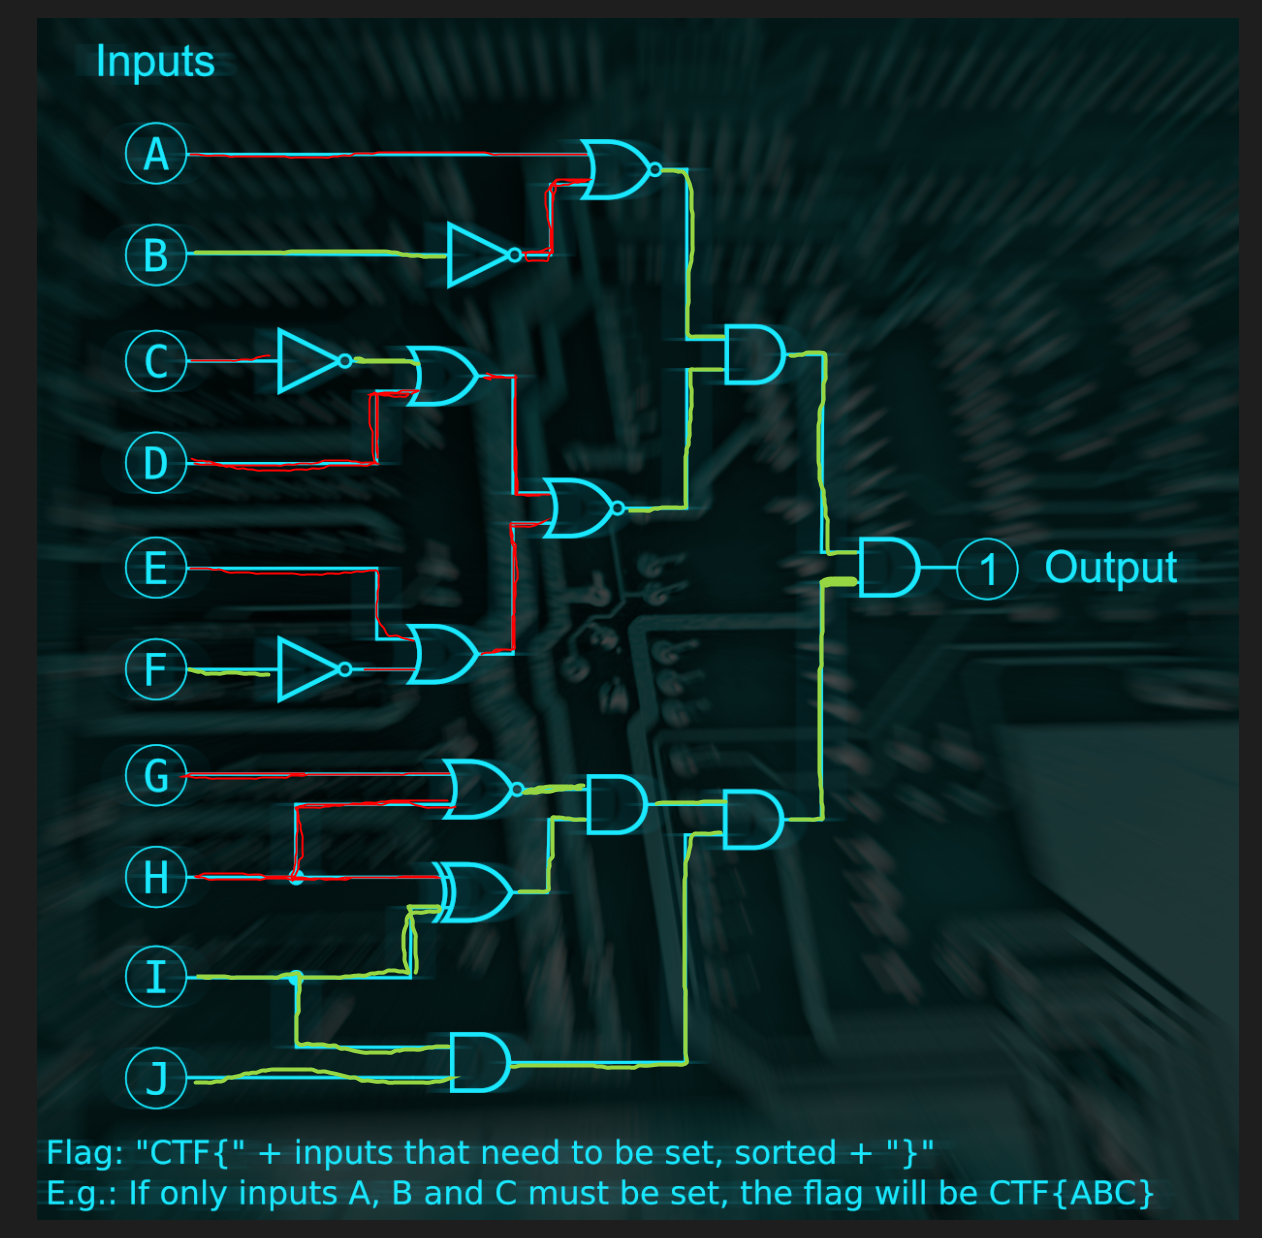 Inputs
A
B
C
D
E
F
G
H
I
J
1 Output
Flag: "CTF{" + inputs that need to be set, sorted + "}"
E.g.: If only inputs A, B and C must be set, the flag will be CTF{ABC}